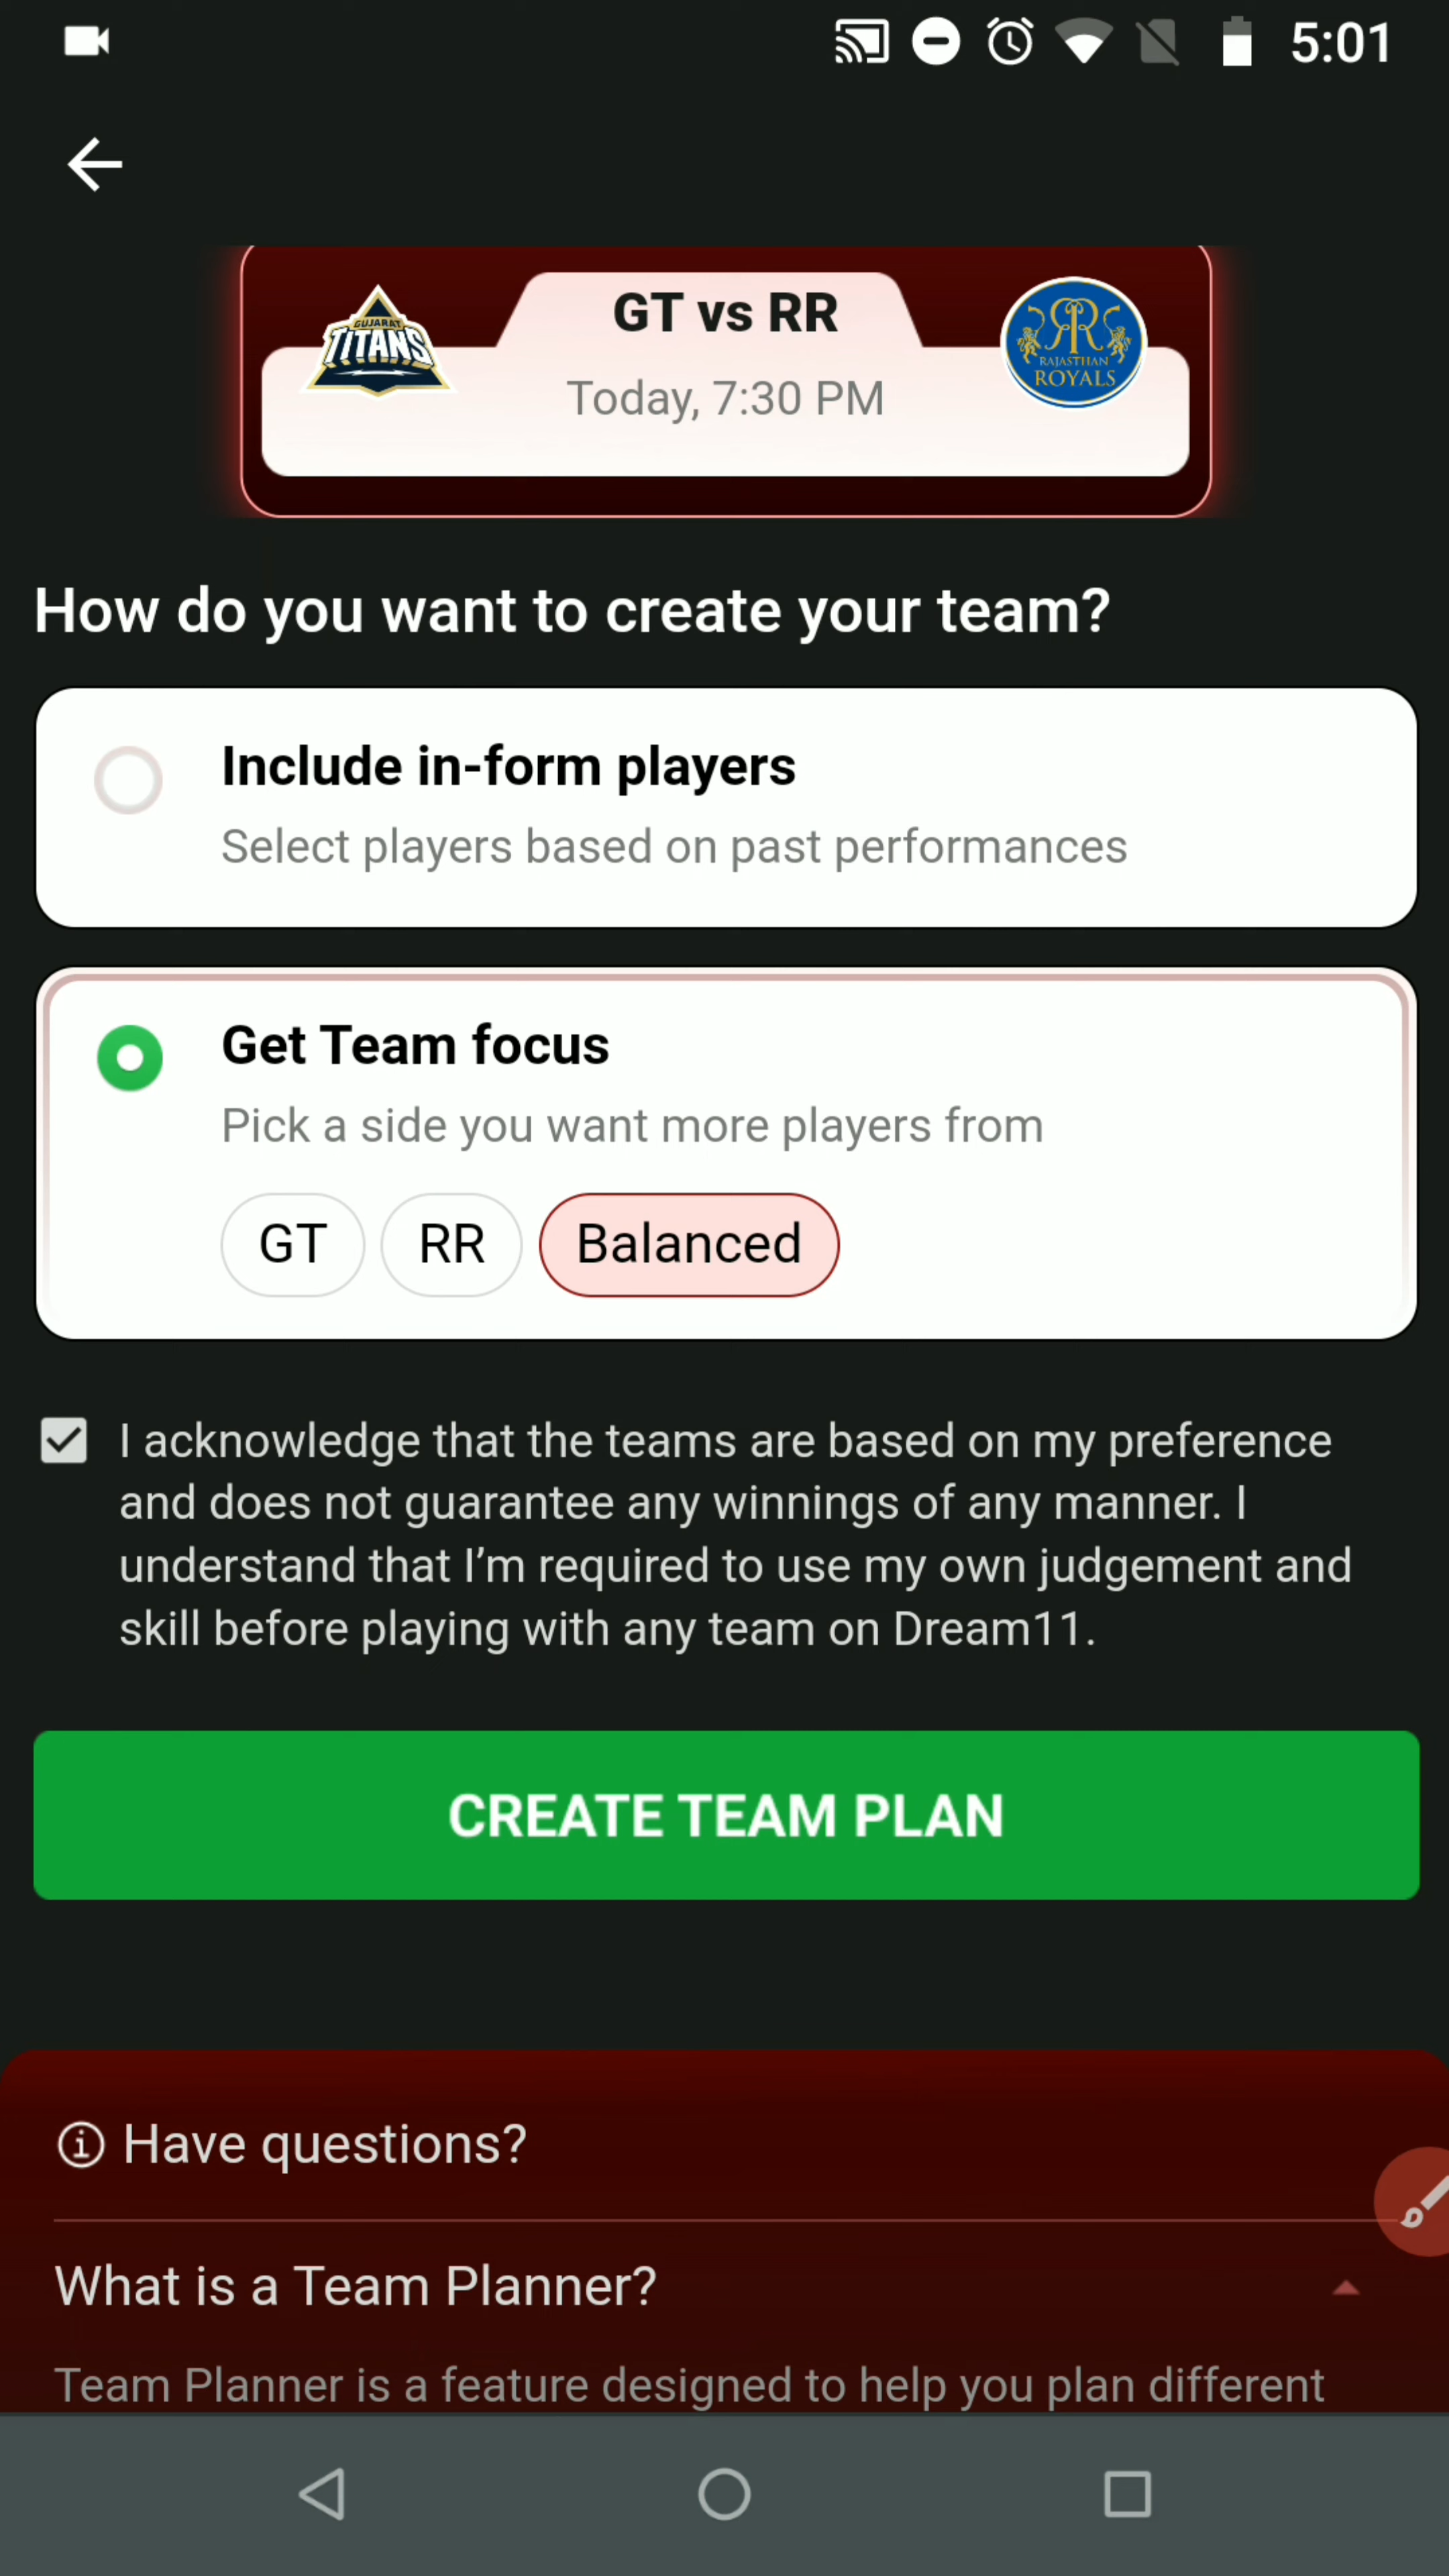 5:01
GT vs RR
GUJARAT
TITANS
Today, 7:30 PM
RR
RAJASTHAN
ROYALS
How do you want to create your team?
Include in-form players
Select players based on past performances
Get Team focus
Pick a side you want more players from
GT RR Balanced
I acknowledge that the teams are based on my preference
and does not guarantee any winnings of any manner. I
understand that I’m required to use my own judgement and
skill before playing with any team on Dream11.
CREATE TEAM PLAN
Have questions?
What is a Team Planner?
Team Planner is a feature designed to help you plan different